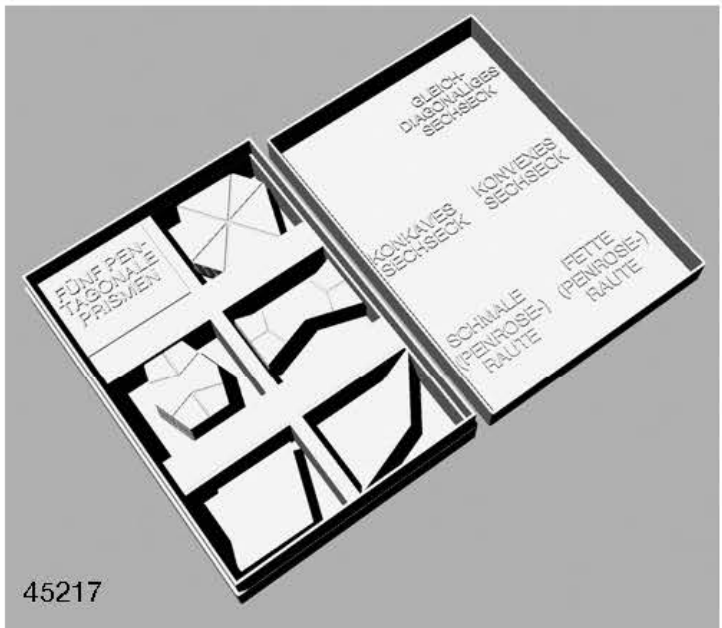 GLEICH-
DIAGONALIGES
SECHSECK
KONVEXES
SECHSECK
KONKAVES
SECHSECK
FETTE
(PENROSE-)
RAUTE
SCHMALE
(PENROSE-)
RAUTE
FÜNF PEN-
TAGONALE
PRISMEN
45217